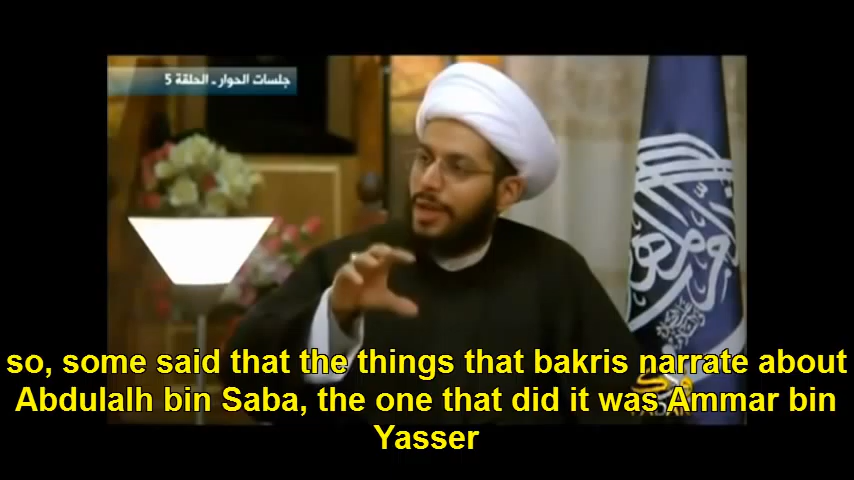 جلسات الحوار - الحلقة 5
so, some said that the things that bakris narrate about
Abdulalh bin Saba, the one that did it was Ammar bin
Yasser